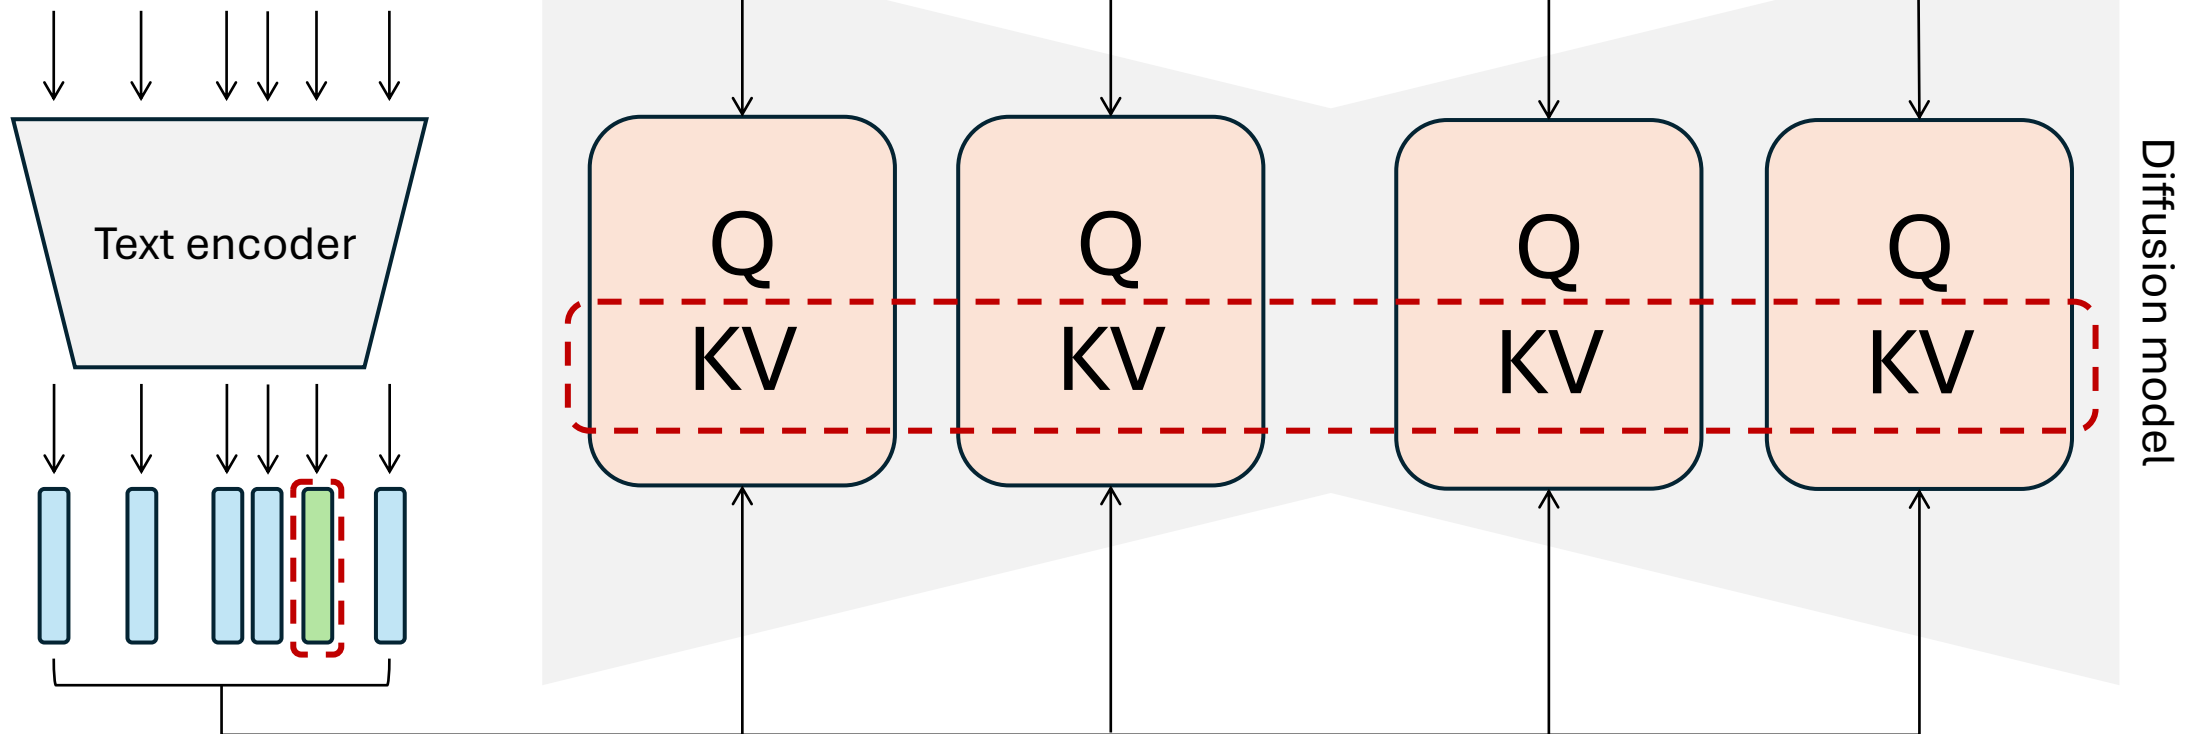 Text encoder
Q
KV
Q
KV
Q
KV
Q
KV
Diffusion model